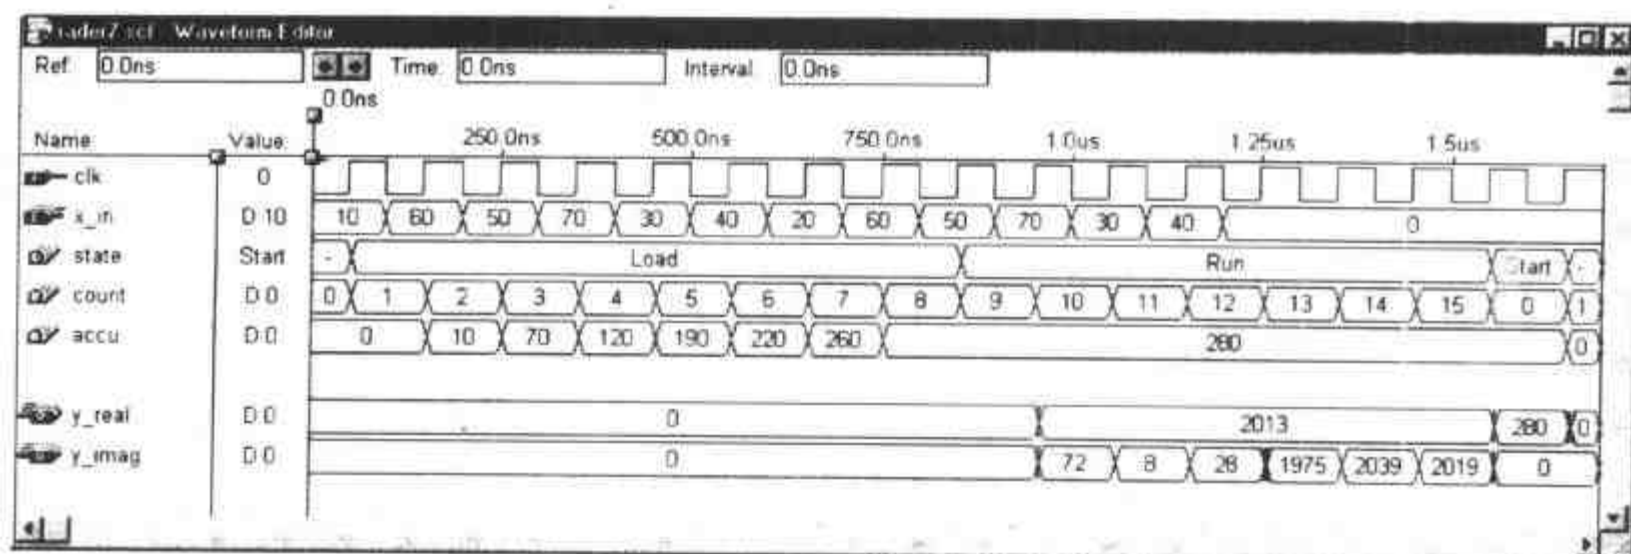 rader7.scf - Waveform Editor
Ref: 0.0ns Time: 0.0ns Interval: 0.0ns
0.0ns
Name: Value: 250.0ns 500.0ns 750.0ns 1.0us 1.25us 1.5us
clk 0
x_in D 10 10 60 50 70 30 40 20 60 50 70 30 40 0
state Start - Load Run Start -
count D 0 0 1 2 3 4 5 6 7 8 9 10 11 12 13 14 15 0 1
accu D 0 0 10 70 120 190 220 260 280 0
y_real D 0 0 2013 280 0
y_imag D 0 0 72 8 28 1975 2039 2019 0